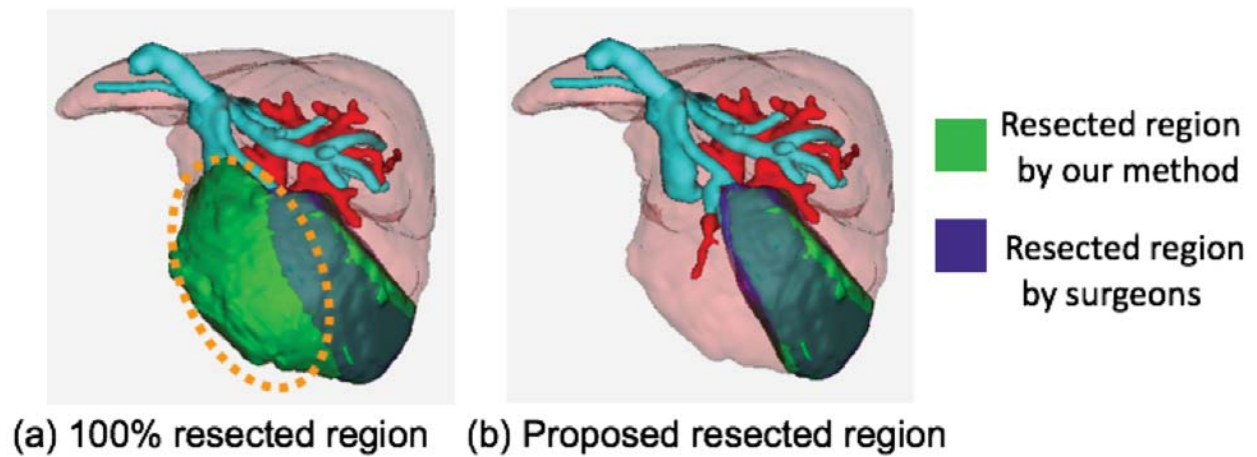 Resected region
by our method
Resected region
by surgeons
(a) 100% resected region
(b) Proposed resected region